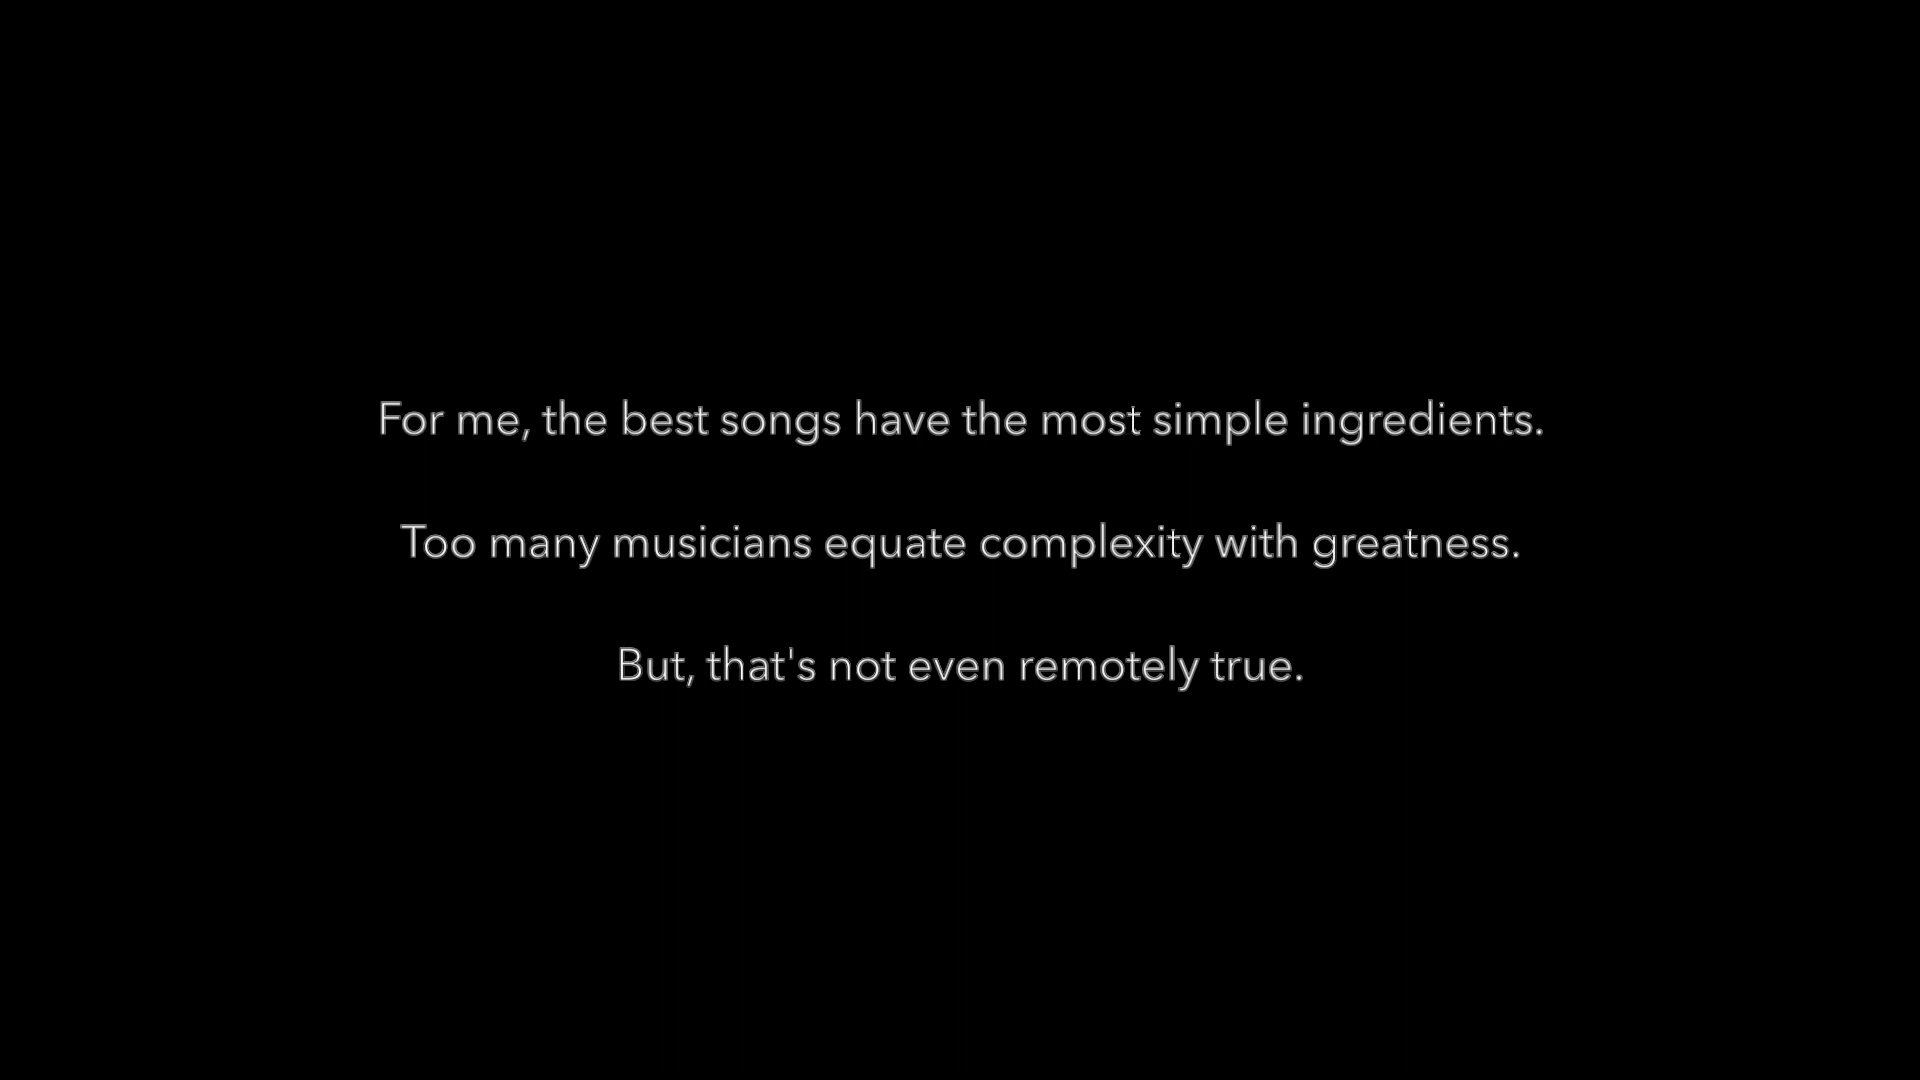 For me, the best songs have the most simple ingredients.
Too many musicians equate complexity with greatness.
But, that's not even remotely true.